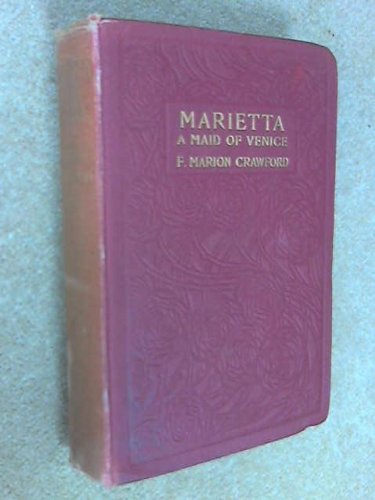 MARIETTA
A MAID OF VENICE
F. MARION CRAWFORD